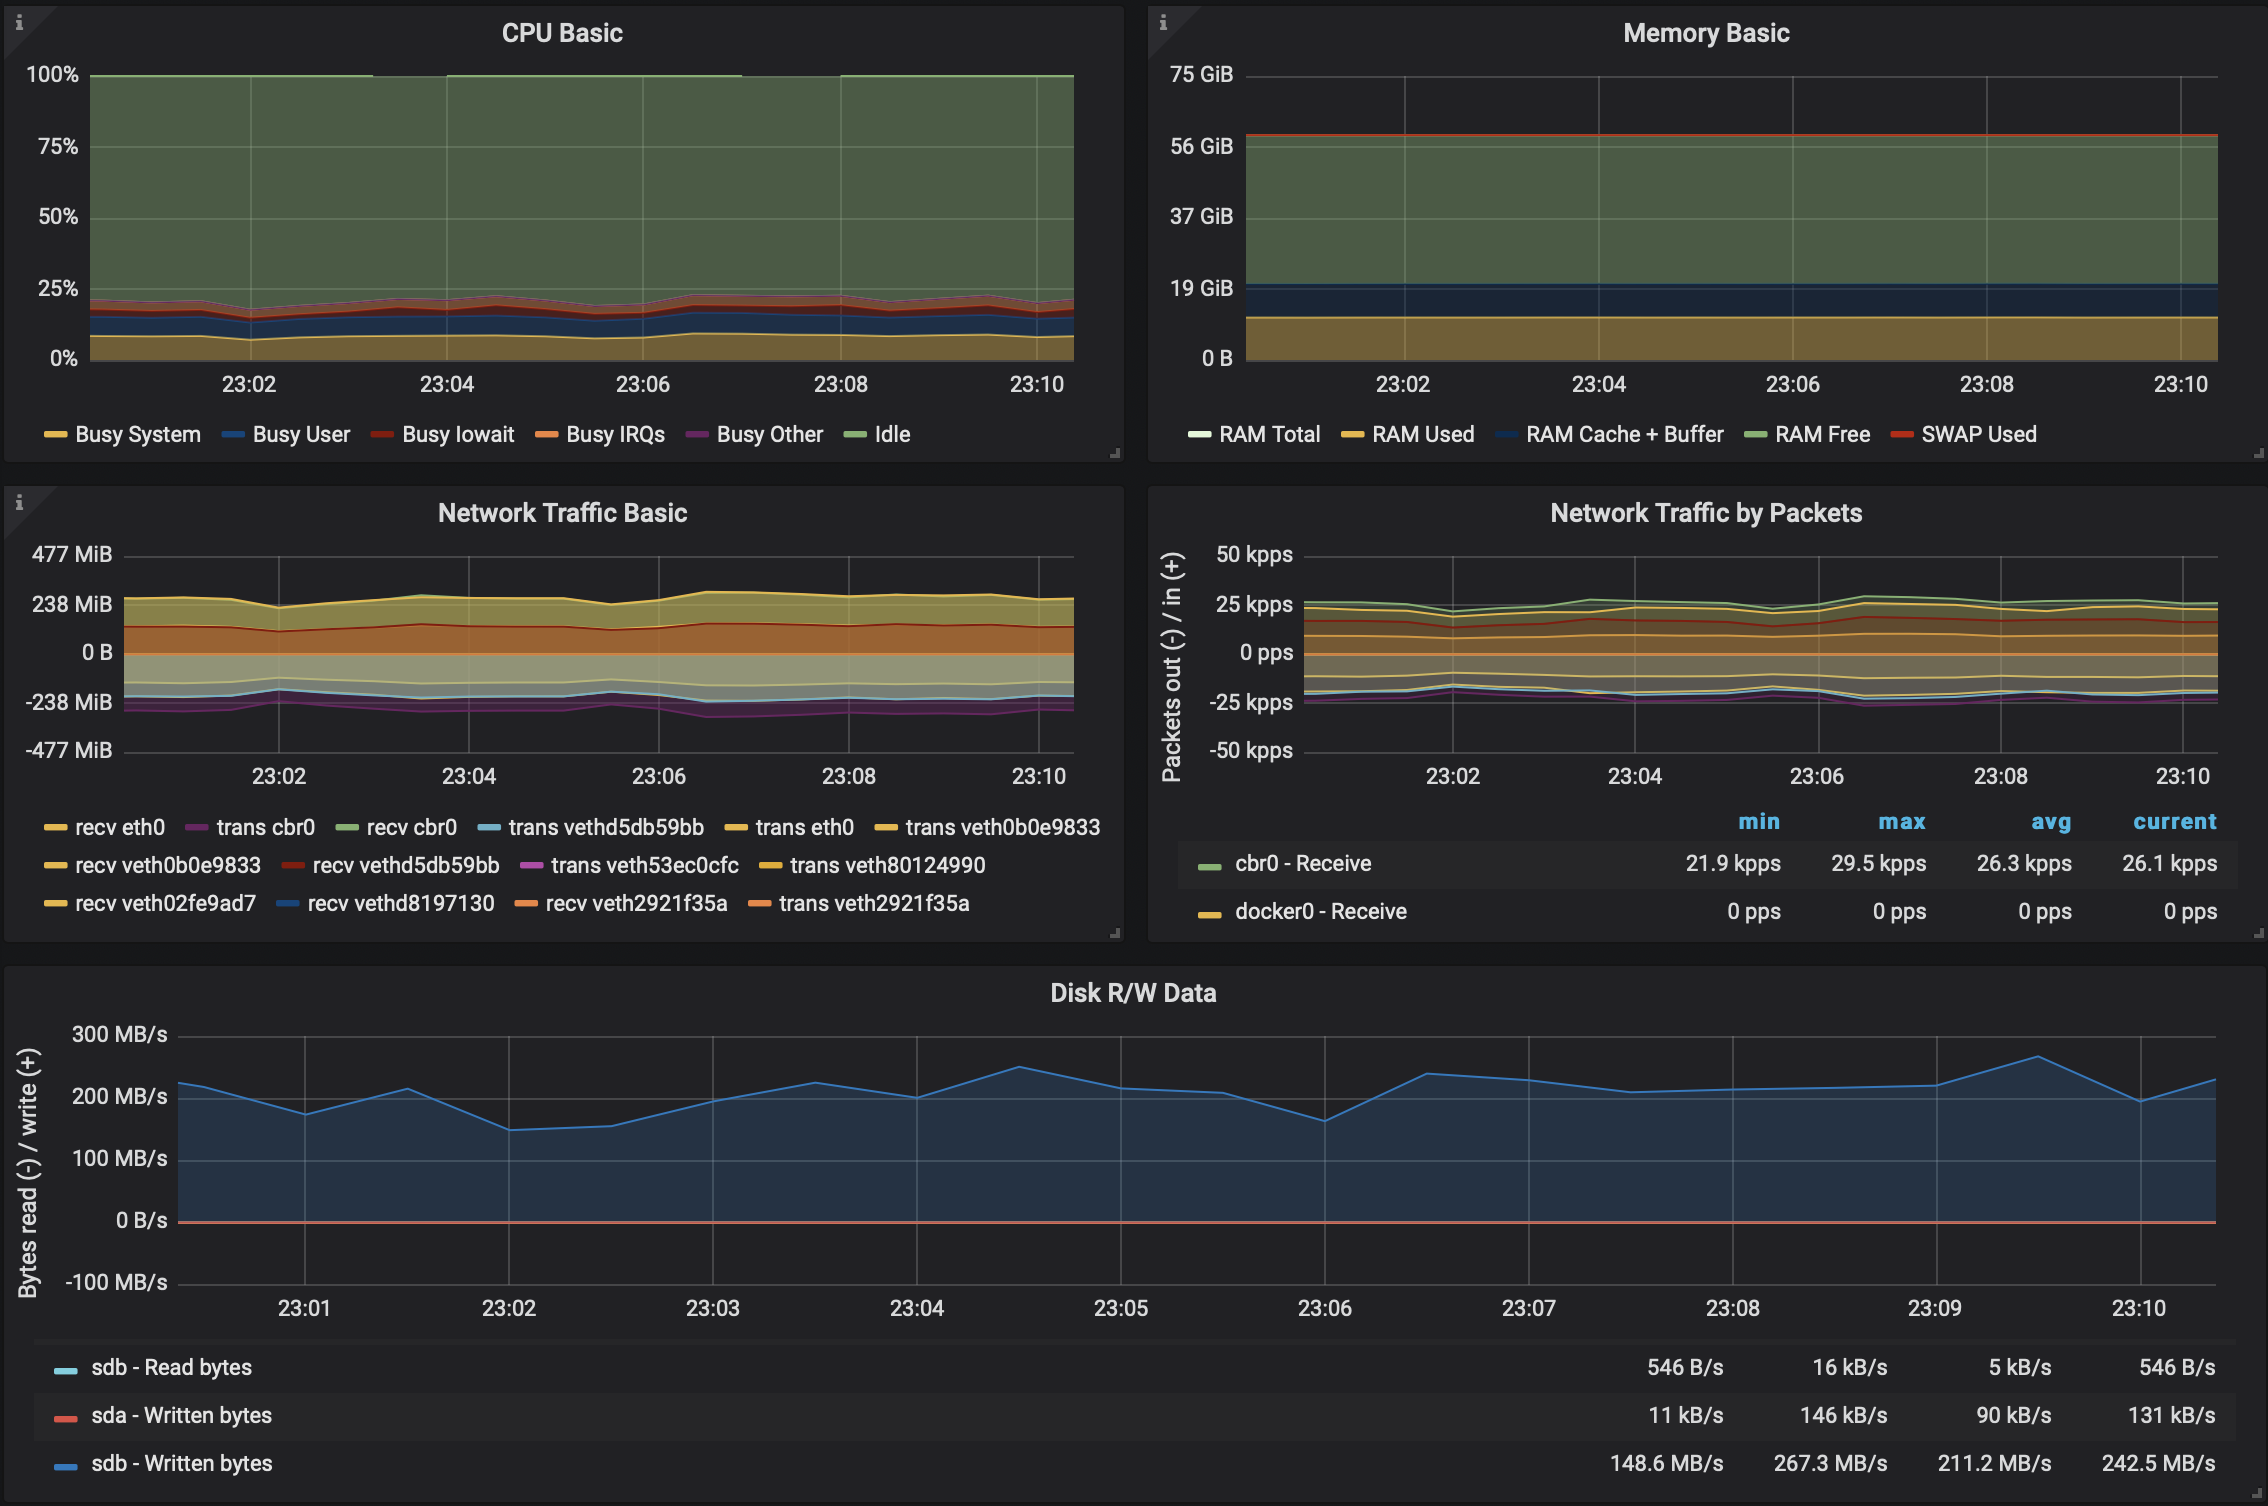 CPU Basic
100%
75%
50%
25%
0%
23:02 23:04 23:06 23:08 23:10
Busy System Busy User Busy Iowait Busy IRQs Busy Other Idle
Memory Basic
75 GiB
56 GiB
37 GiB
19 GiB
0 B
23:02 23:04 23:06 23:08 23:10
RAM Total RAM Used RAM Cache + Buffer RAM Free SWAP Used
Network Traffic Basic
477 MiB
238 MiB
0 B
-238 MiB
-477 MiB
23:02 23:04 23:06 23:08 23:10
recv eth0 trans cbr0 recv cbr0 trans vethd5db59bb trans eth0 trans veth0b0e9833
recv veth0b0e9833 recv vethd5db59bb trans veth53ec0cfc trans veth80124990
recv veth02fe9ad7 recv vethd8197130 recv veth2921f35a trans veth2921f35a
Network Traffic by Packets
Packets out (-) / in (+)
50 kpps
25 kpps
0 pps
-25 kpps
-50 kpps
23:02 23:04 23:06 23:08 23:10
min max avg current
cbr0 - Receive 21.9 kpps 29.5 kpps 26.3 kpps 26.1 kpps
docker0 - Receive 0 pps 0 pps 0 pps 0 pps
Disk R/W Data
Bytes read (-) / write (+)
300 MB/s
200 MB/s
100 MB/s
0 B/s
-100 MB/s
23:01 23:02 23:03 23:04 23:05 23:06 23:07 23:08 23:09 23:10
sdb - Read bytes 546 B/s 16 kB/s 5 kB/s 546 B/s
sda - Written bytes 11 kB/s 146 kB/s 90 kB/s 131 kB/s
sdb - Written bytes 148.6 MB/s 267.3 MB/s 211.2 MB/s 242.5 MB/s